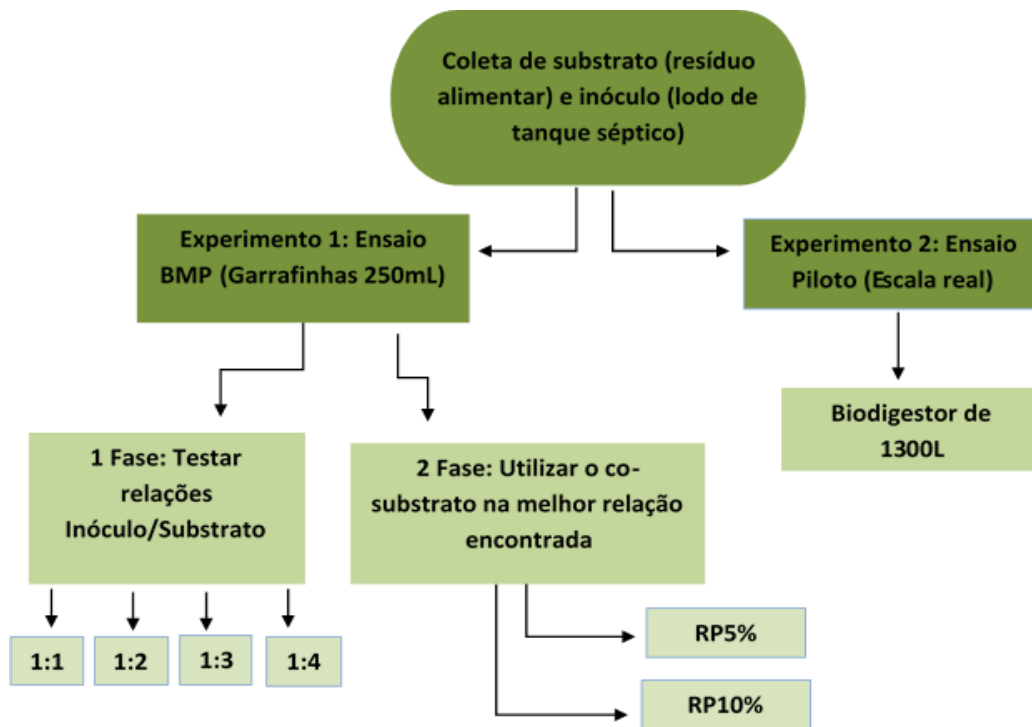 Coleta de substrato (resíduo
alimentar) e inóculo (lodo de
tanque séptico)
Experimento 1: Ensaio
BMP (Garrafinhas 250mL)
Experimento 2: Ensaio
Piloto (Escala real)
Biodigestor de
1300L
1 Fase: Testar
relações
Inóculo/Substrato
2 Fase: Utilizar o co-
substrato na melhor relação
encontrada
1:1
1:2
1:3
1:4
RP5%
RP10%